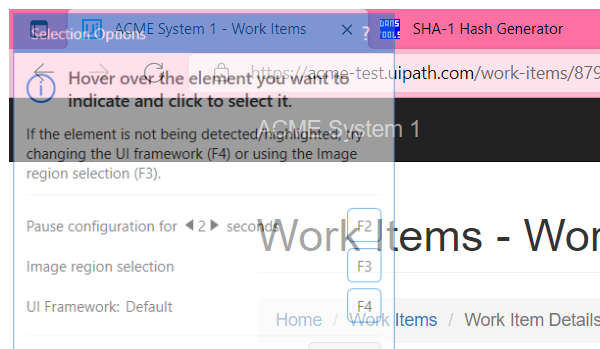 Selection Options ?
ACME System 1 - Work Items
DANS TOOLS
SHA-1 Hash Generator
https://acme-test.uipath.com/work-items/879
Hover over the element you want to
indicate and click to select it.
ACME System 1
If the element is not being detected/highlighted, try
changing the UI framework (F4) or using the Image
region selection (F3).
Pause configuration for 2 seconds F2
Work Items - Wor
Image region selection F3
UI Framework: Default F4
Home / Work Items / Work Item Details